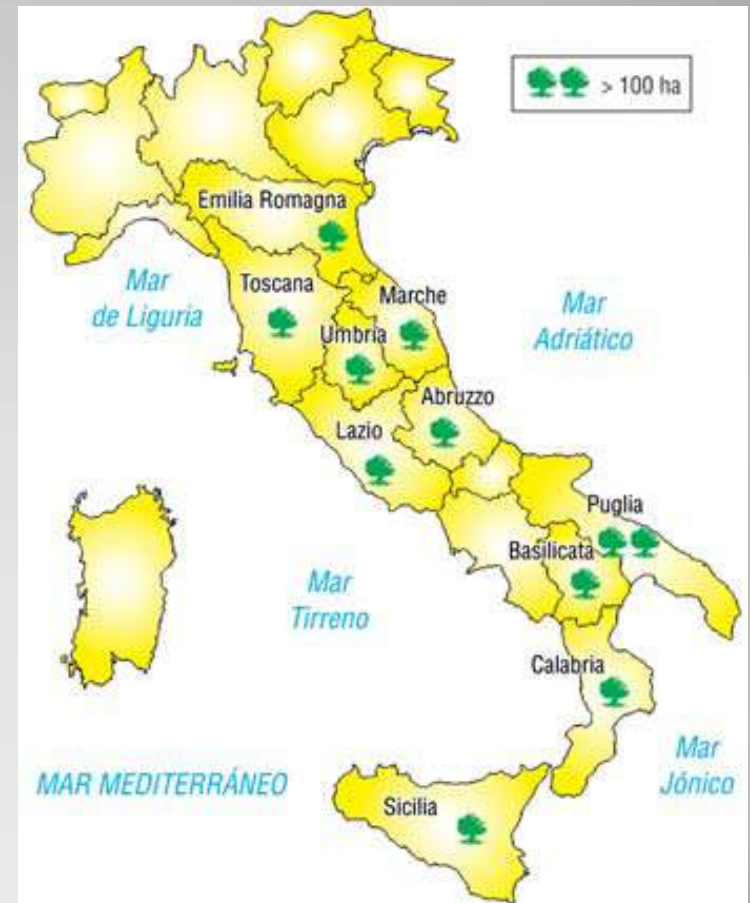 > 100 ha
Emilia Romagna
Mar
de Liguria
Toscana
Marche
Mar
Adriático
Umbria
Abruzzo
Lazio
Puglia
Basilicata
Mar
Tirreno
Calabria
Mar
Jónico
MAR MEDITERRÁNEO
Sicilia